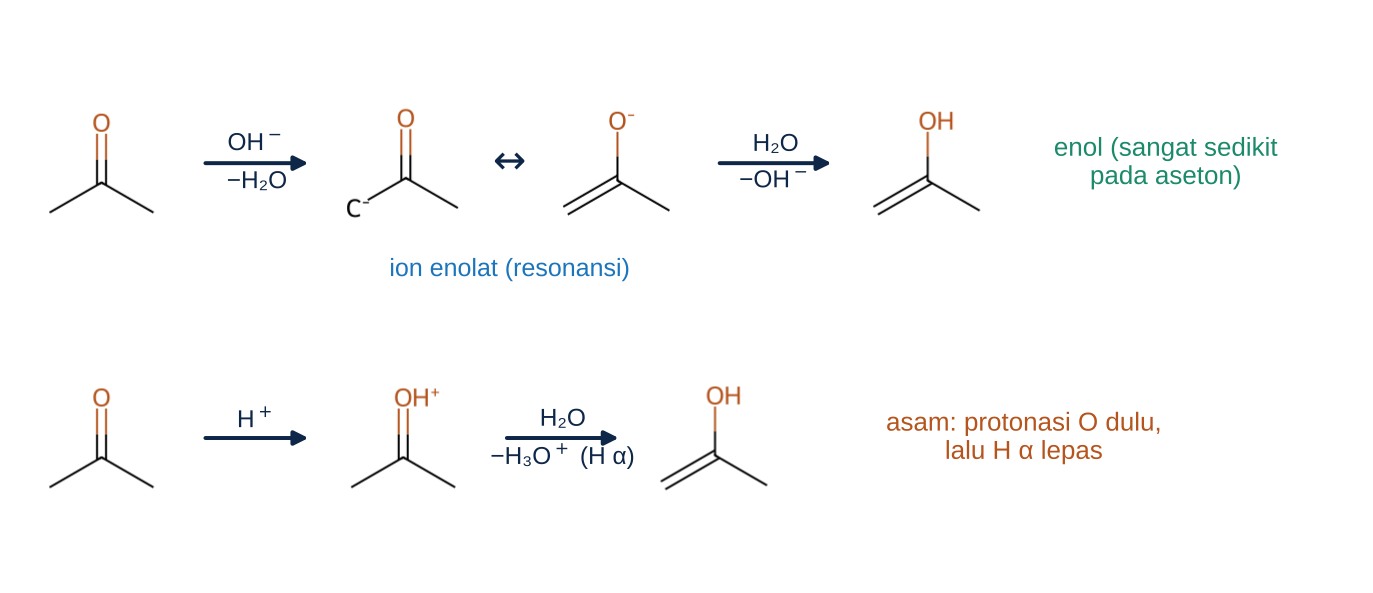 O
OH⁻
−H₂O
O
C⁻
↔
O⁻
H₂O
−OH⁻
OH
enol (sangat sedikit
pada aseton)
ion enolat (resonansi)
O
H⁺
OH⁺
H₂O
−H₃O⁺ (H α)
OH
asam: protonasi O dulu,
lalu H α lepas